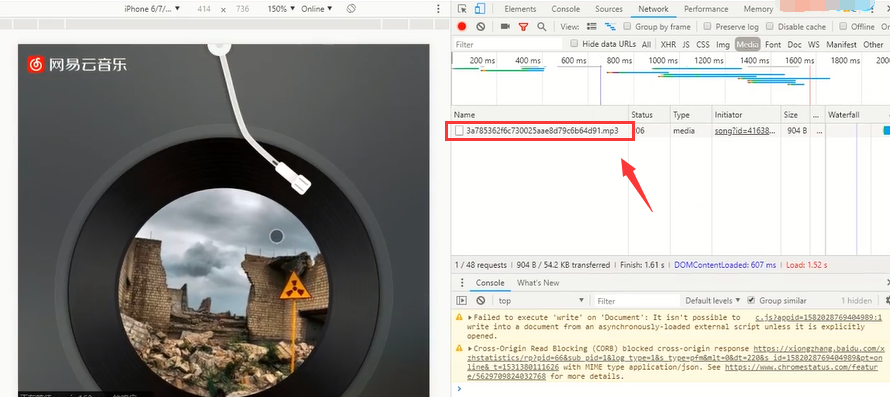 iPhone 6/7/... ▼ 414 × 736 150% ▼ Online ▼
网易云音乐
Elements Console Sources Network Performance Memory
View: Group by frame Preserve log Disable cache Offline
Filter Hide data URLs All XHR JS CSS Img Media Font Doc WS Manifest Other
200 ms 400 ms 600 ms 800 ms 1000 ms 1200 ms 1400 ms 1600 ms 1800 ms
Name Status Type Initiator Size ... Waterfall
3a785362f6c730025aae8d79c6b64d91.mp3 media song?id=41638... 904 B ...
1 / 48 requests | 904 B / 54.2 KB transferred | Finish: 1.61 s | DOMContentLoaded: 607 ms | Load: 1.52 s
Console What's New
top ▼ Filter Default levels ▼ Group similar 1 hidden
Failed to execute 'write' on 'Document': It isn't possible to c.js?appid=1582028769404989:1
write into a document from an asynchronously-loaded external script unless it is explicitly
opened.
Cross-Origin Read Blocking (CORB) blocked cross-origin response https://xiongzhang.baidu.com/x
zhstatistics/rp?pid=66&sub_pid=1&log_type=1&s_type=pfm&mlt=0&dt=220&s_id=1582028769404989&pt=on
line&_t=1531380111626 with MIME type application/json. See https://www.chromestatus.com/featur
e/5629709824032768 for more details.